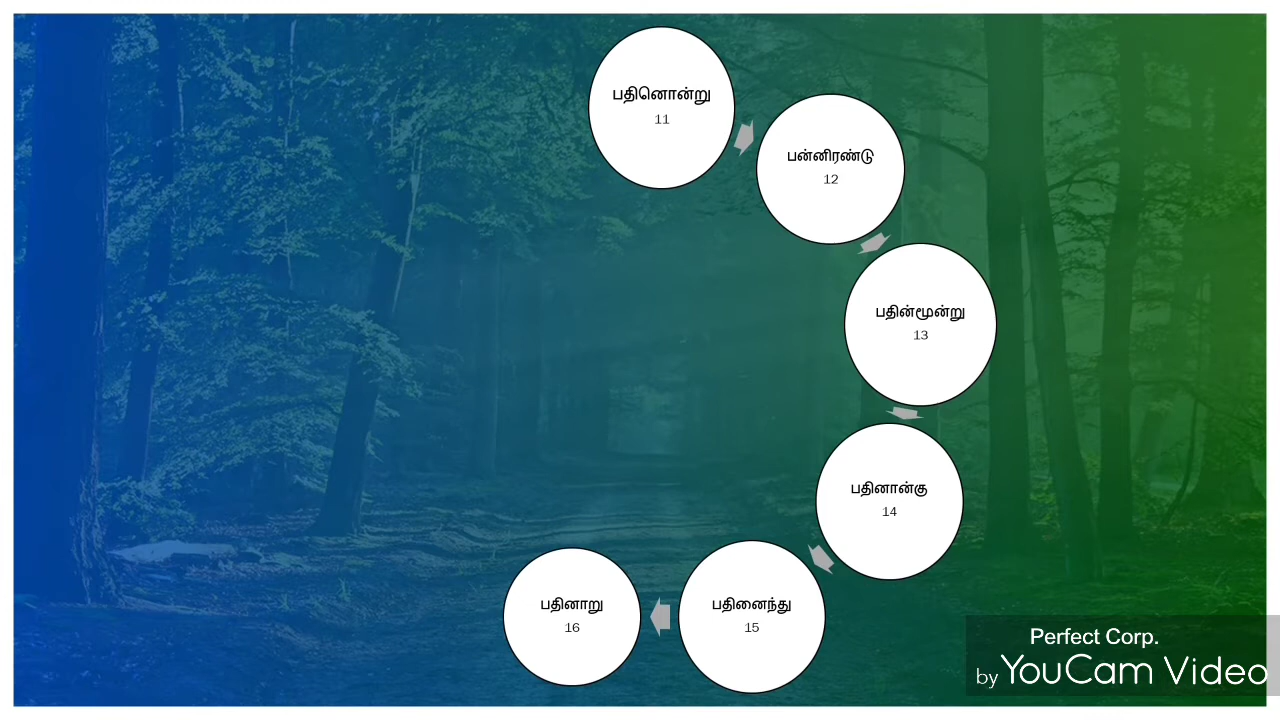 பதினொன்று
11
பன்னிரண்டு
12
பதின்மூன்று
13
பதினான்கு
14
பதினைந்து
15
பதினாறு
16
Perfect Corp.
by YouCam Video